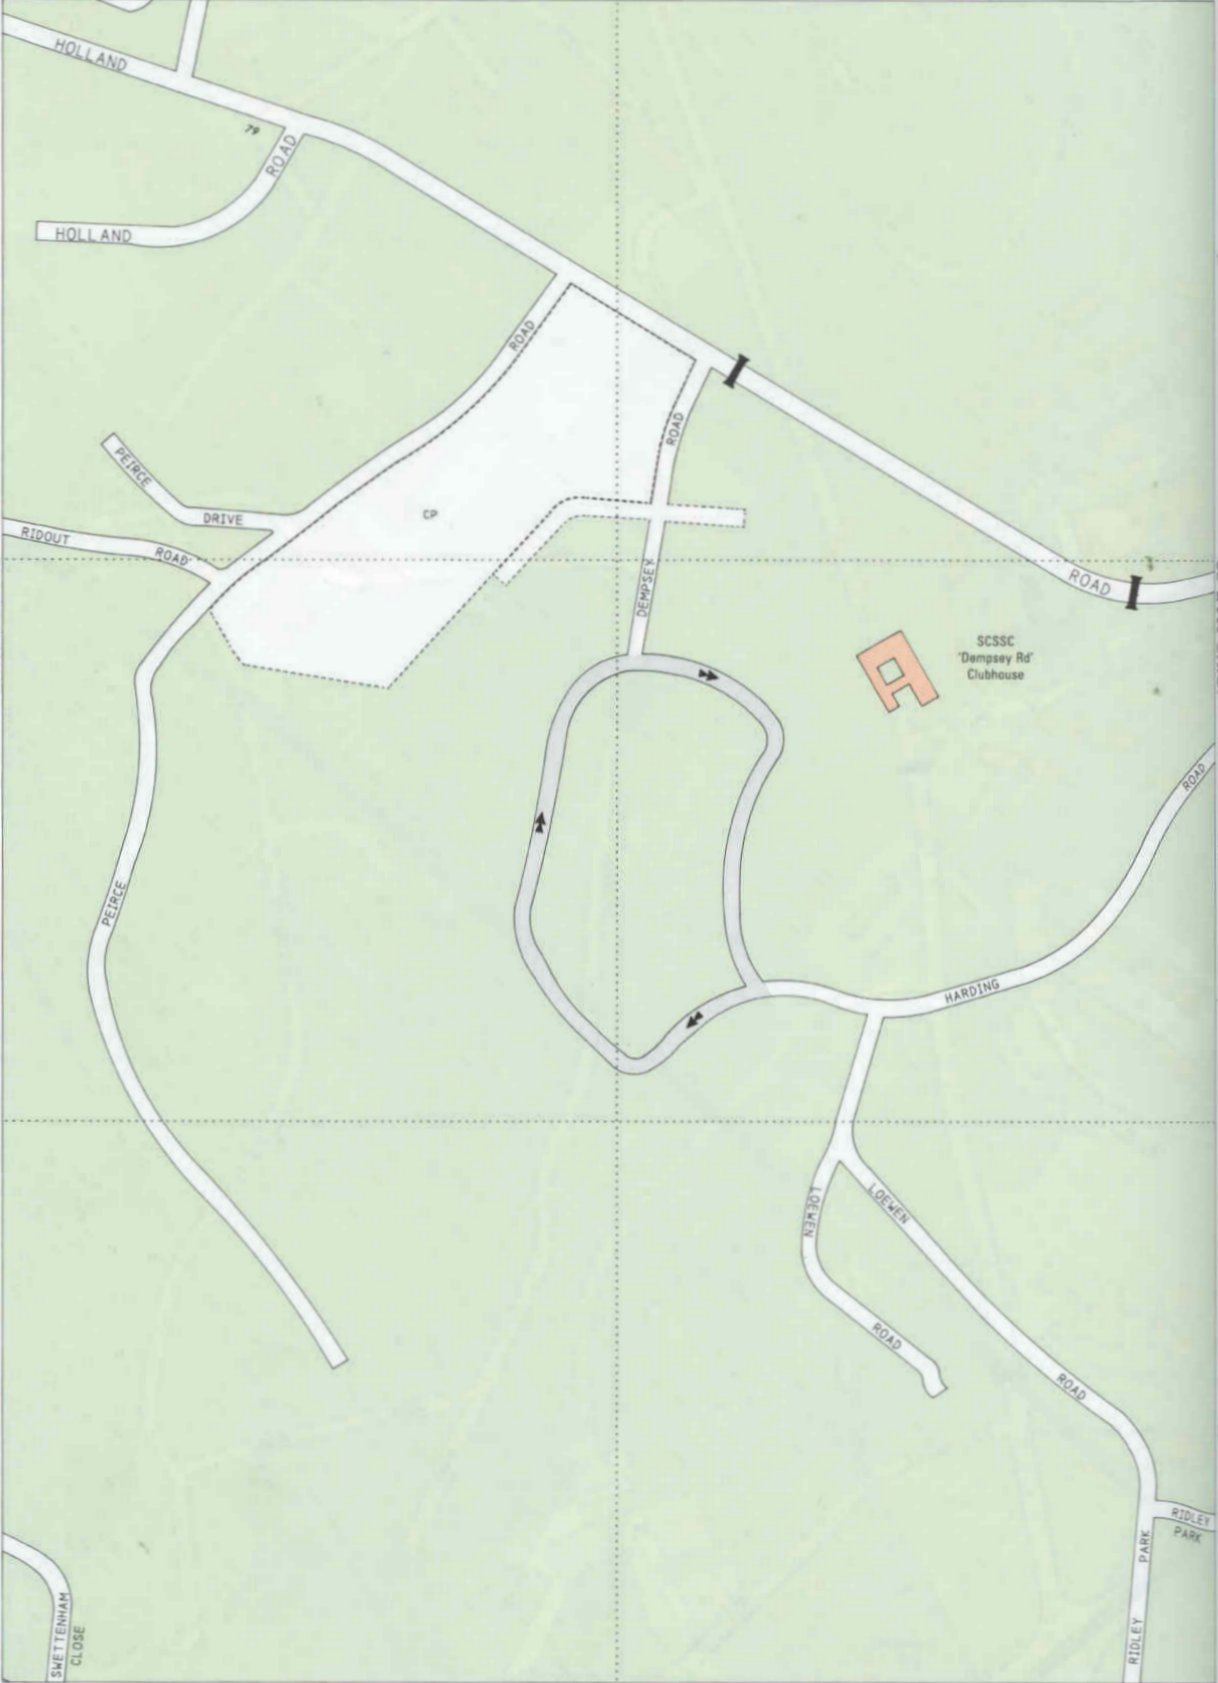 HOLLAND
79
ROAD
HOLLAND
ROAD
ROAD
PEIRCE
DRIVE
CP
RIDOUT
ROAD
ROAD
DEMPSEY
SCSSC
'Dempsey Rd'
Clubhouse
ROAD
PEIRCE
HARDING
LOEWEN
LOEWEN
ROAD
ROAD
RIDLEY
PARK
PARK
RIDLEY
SWETTENHAM
CLOSE